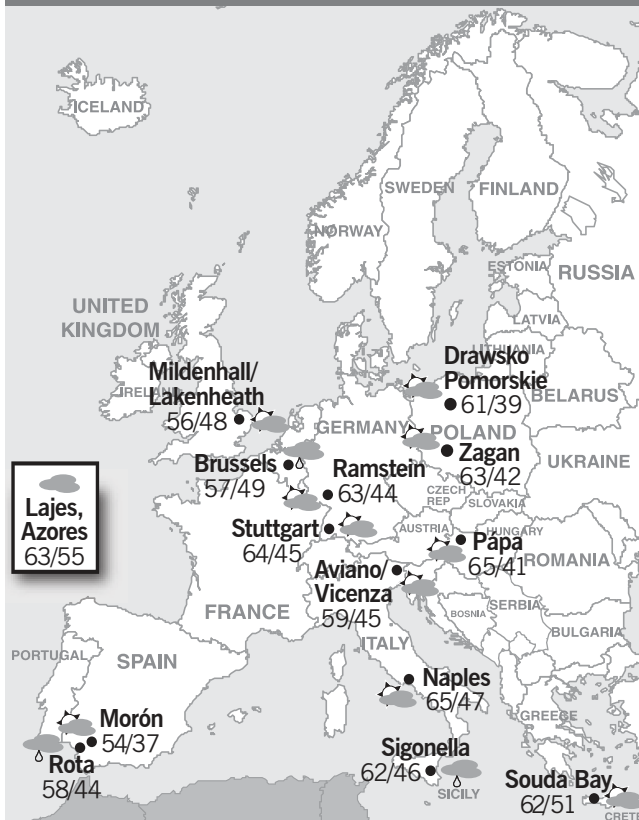 ICELAND
SWEDEN
FINLAND
NORWAY
ESTONIA
RUSSIA
LATVIA
LITHUANIA
UNITED
KINGDOM
IRELAND
Mildenhall/
Lakenheath
56/48
Drawsko
Pomorskie
61/39
BELARUS
GERMANY
POLAND
Zagan
63/42
UKRAINE
Brussels
57/49
Ramstein
63/44
CZECH
REP
SLOVAKIA
Lajes,
Azores
63/55
Stuttgart
64/45
AUSTRIA
HUNGARY
Pápa
65/41
ROMANIA
Aviano/
Vicenza
59/45
FRANCE
BOSNIA
SERBIA
BULGARIA
ITALY
PORTUGAL
SPAIN
Naples
65/47
GREECE
Morón
54/37
Rota
58/44
Sigonella
62/46
SICILY
Souda Bay
62/51
CRETE